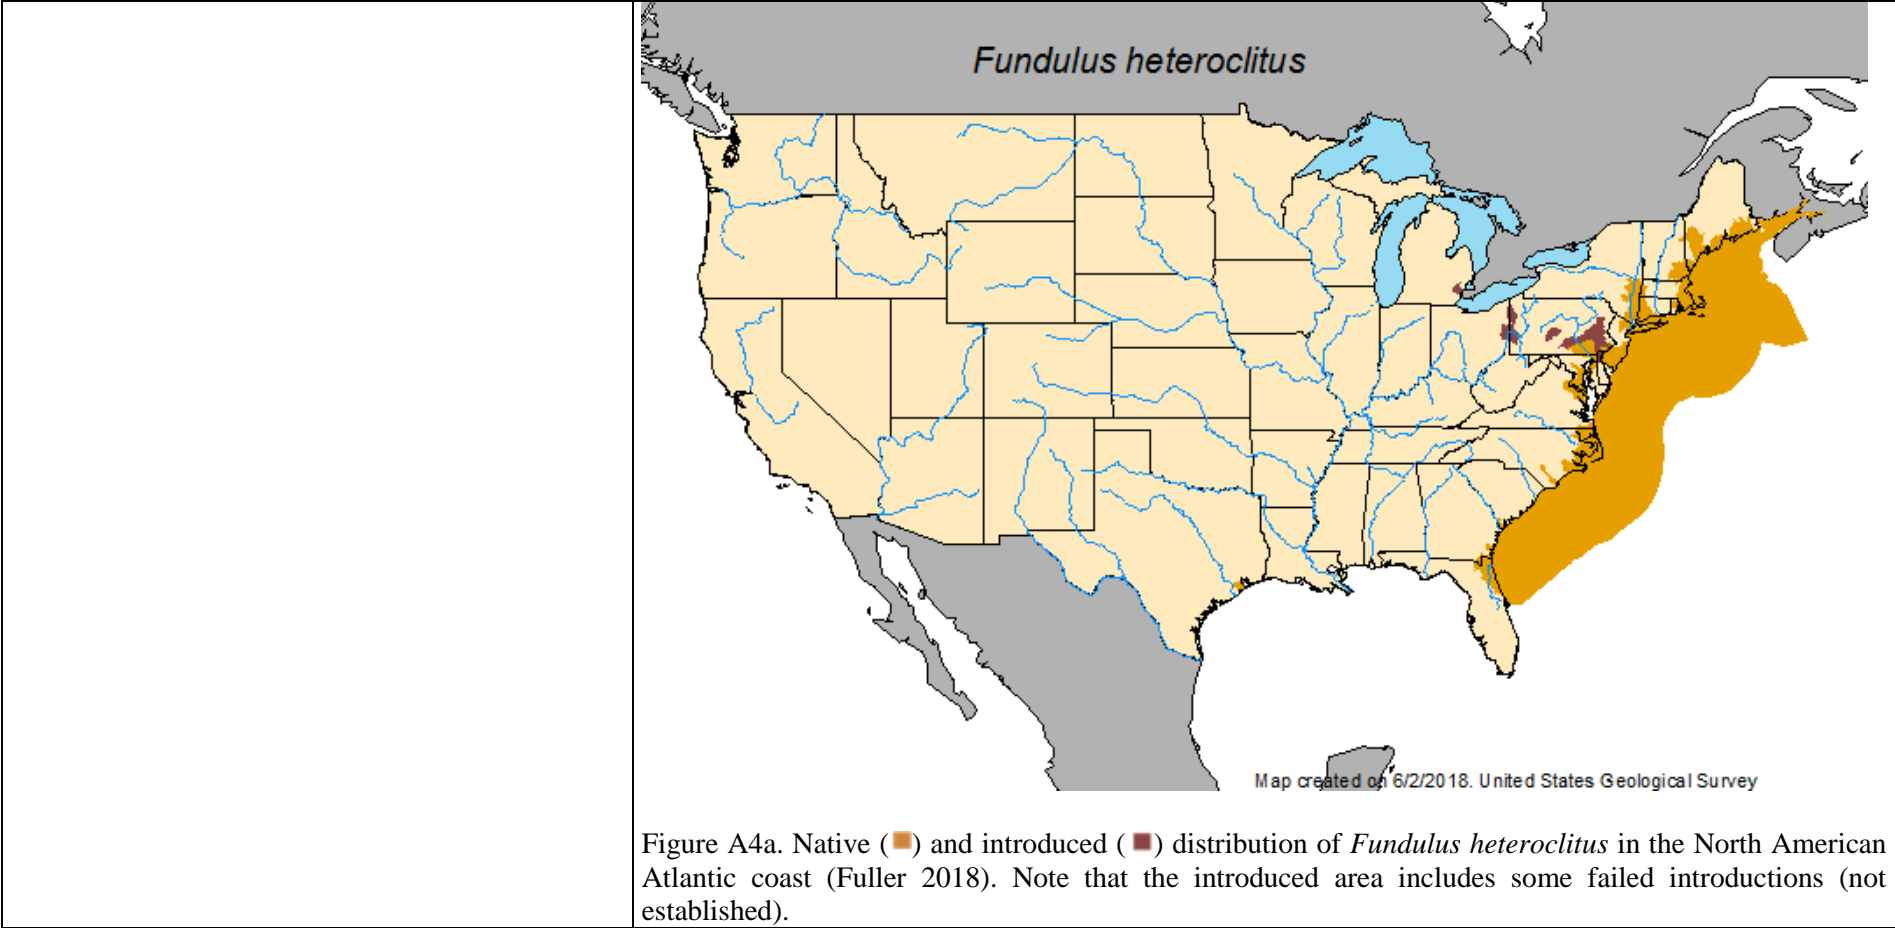 Fundulus heteroclitus
Map created on 6/2/2018. United States Geological Survey
Figure A4a. Native ( ) and introduced ( ) distribution of Fundulus heteroclitus in the North American
Atlantic coast (Fuller 2018). Note that the introduced area includes some failed introductions (not
established).